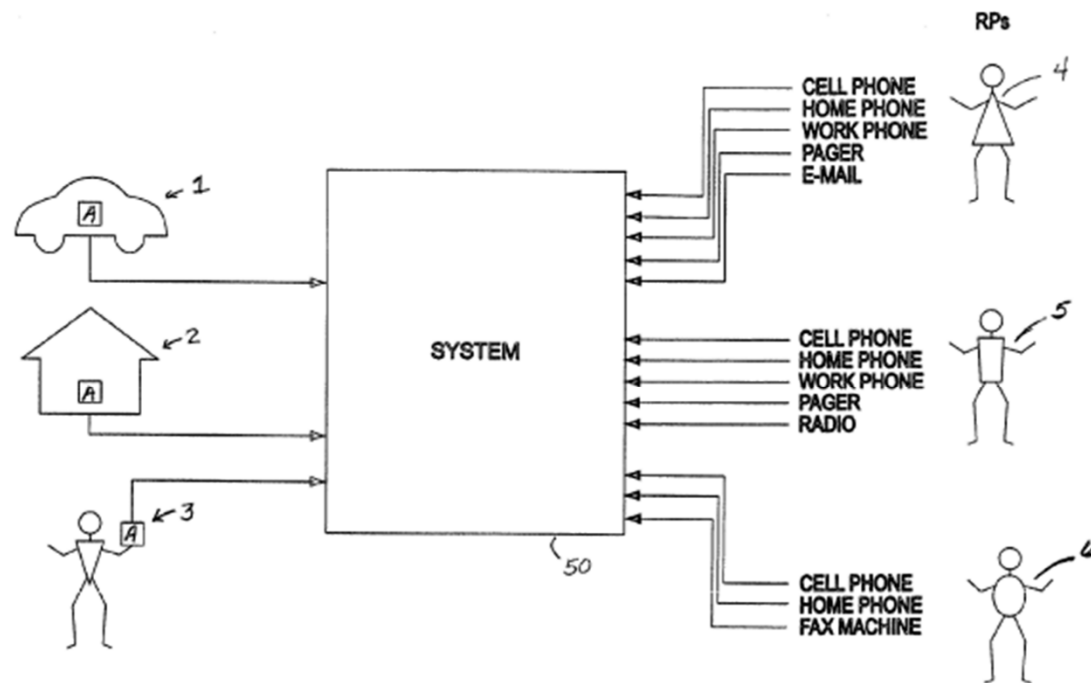 RPs
4
CELL PHONE
HOME PHONE
WORK PHONE
PAGER
E-MAIL
1
A
2
A
SYSTEM
5
CELL PHONE
HOME PHONE
WORK PHONE
PAGER
RADIO
3
A
50
6
CELL PHONE
HOME PHONE
FAX MACHINE